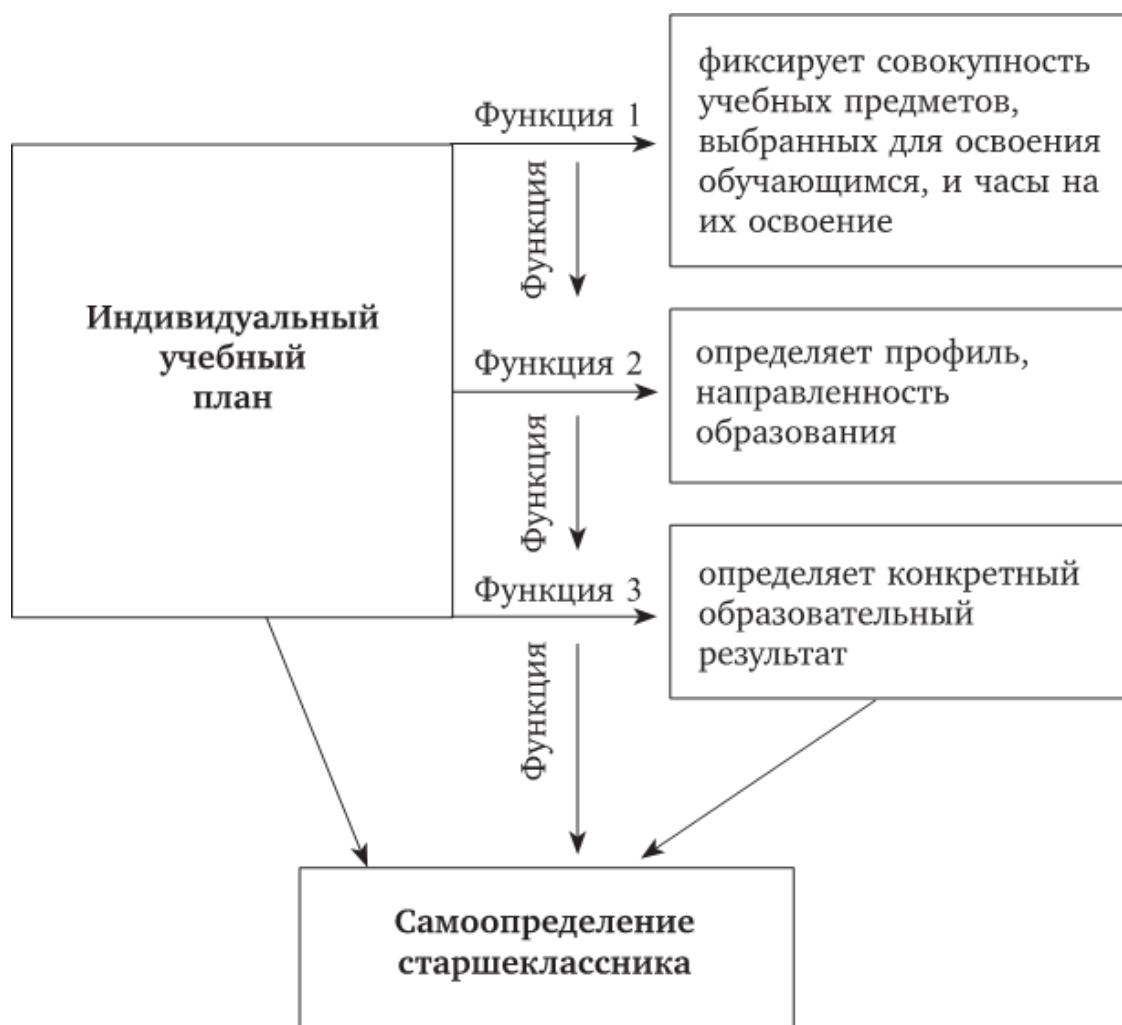 Функция 1
фиксирует совокупность
учебных предметов,
выбранных для освоения
обучающимся, и часы на
их освоение
Функция
Индивидуальный
учебный
план
Функция 2
определяет профиль,
направленность
образования
Функция
Функция 3
определяет конкретный
образовательный
результат
Функция
Самоопределение
старшеклассника